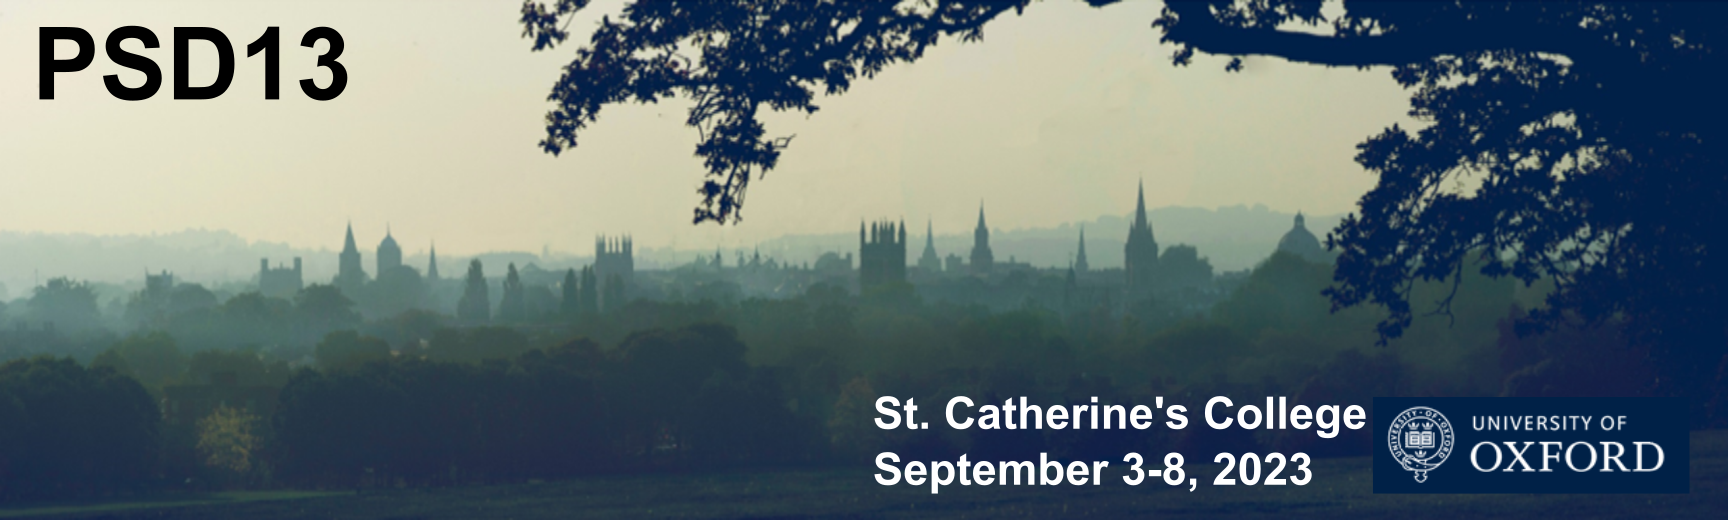 PSD13
St. Catherine's College
September 3-8, 2023
UNIVERSITY OF
OXFORD